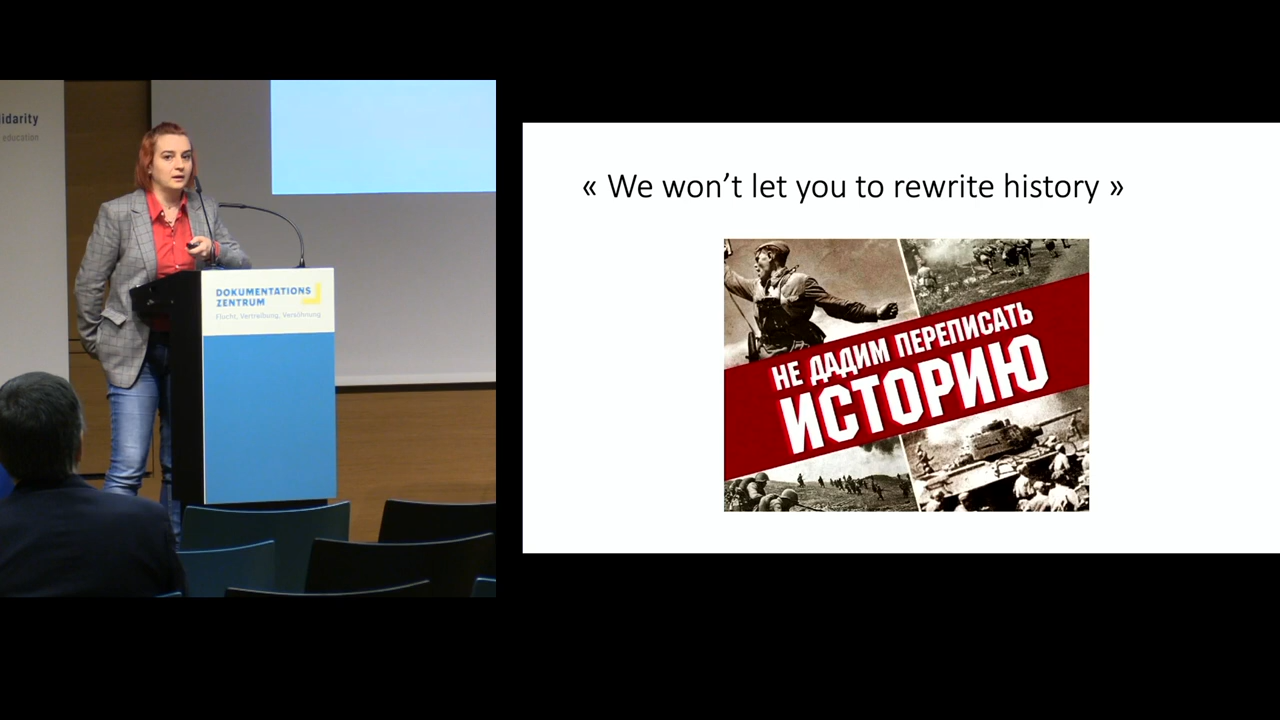 idarity
education
DOKUMENTATIONS
ZENTRUM
Flucht, Vertreibung, Versöhnung
« We won’t let you to rewrite history »
НЕ ДАДИМ ПЕРЕПИСАТЬ
ИСТОРИЮ